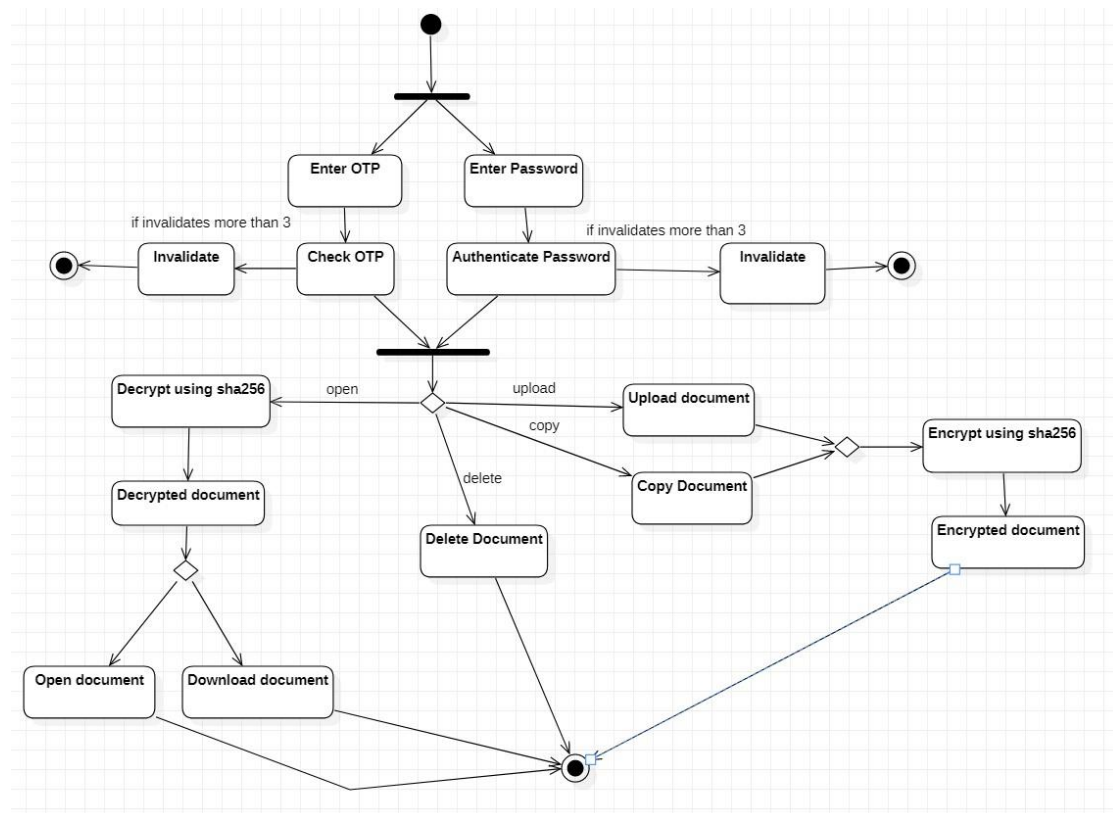 Enter OTP
Enter Password
if invalidates more than 3
if invalidates more than 3
Invalidate
Check OTP
Authenticate Password
Invalidate
Decrypt using sha256
open
upload
Upload document
copy
Encrypt using sha256
delete
Copy Document
Decrypted document
Delete Document
Encrypted document
Open document
Download document